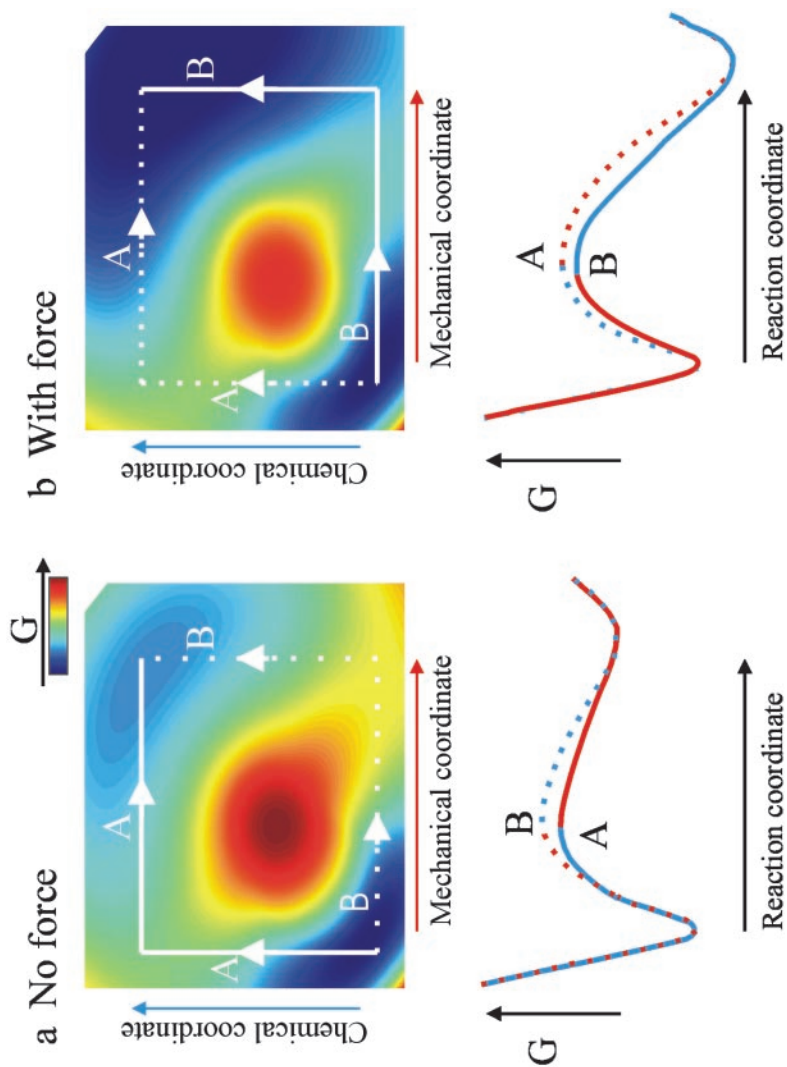 a No force
G
A
B
A
B
Chemical coordinate
Mechanical coordinate
G
B
A
Reaction coordinate
b With force
A
B
A
B
Chemical coordinate
Mechanical coordinate
G
A
B
Reaction coordinate